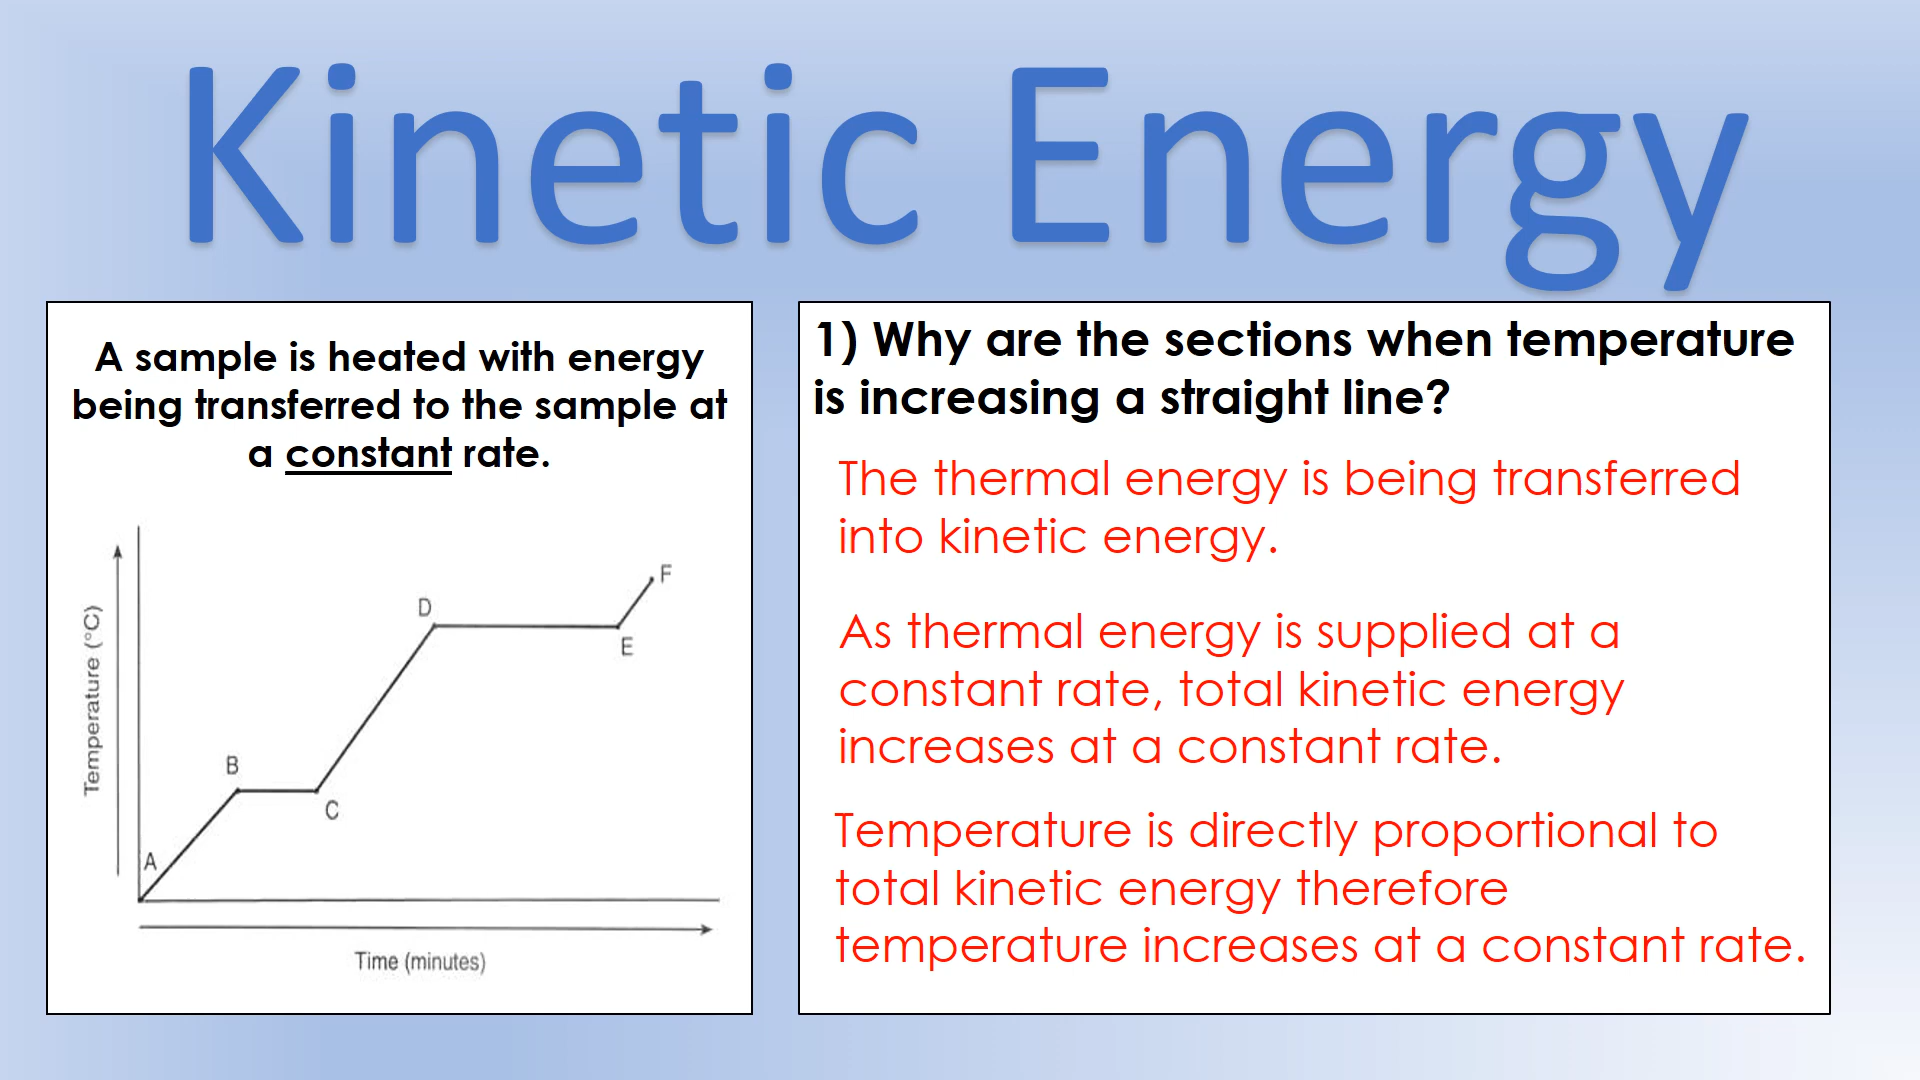 Kinetic Energy
A sample is heated with energy
being transferred to the sample at
a constant rate.
Temperature (°C)
A
B
C
D
E
F
Time (minutes)
1) Why are the sections when temperature
is increasing a straight line?
The thermal energy is being transferred
into kinetic energy.
As thermal energy is supplied at a
constant rate, total kinetic energy
increases at a constant rate.
Temperature is directly proportional to
total kinetic energy therefore
temperature increases at a constant rate.